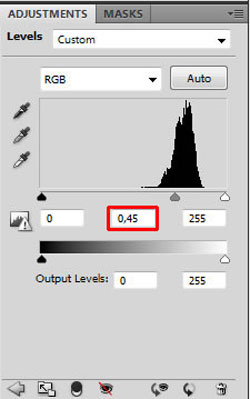 ADJUSTMENTS MASKS
Levels Custom
RGB Auto
0 0,45 255
Output Levels: 0 255